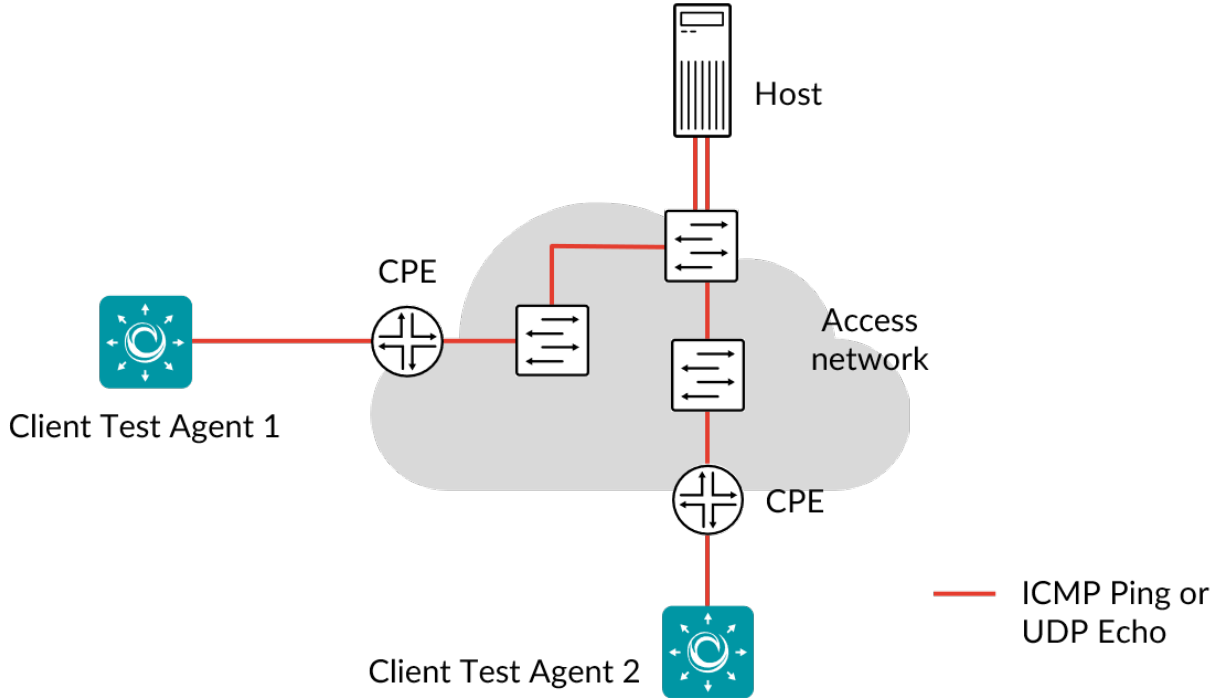 Host
CPE
Access
network
Client Test Agent 1
CPE
ICMP Ping or
UDP Echo
Client Test Agent 2